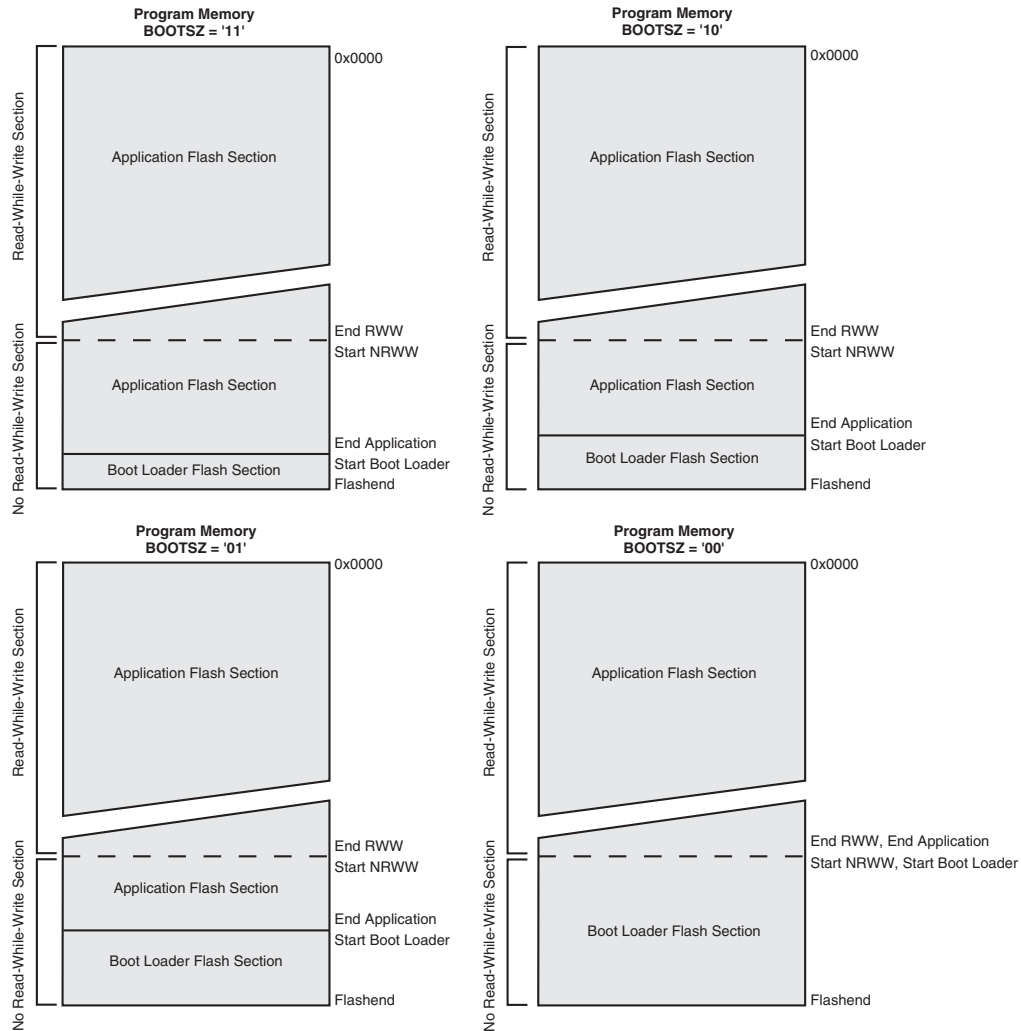 Program Memory
BOOTSZ = '11'
0x0000
Read-While-Write Section
Application Flash Section
End RWW
Start NRWW
No Read-While-Write Section
Application Flash Section
End Application
Start Boot Loader
Boot Loader Flash Section
Flashend
Program Memory
BOOTSZ = '10'
0x0000
Read-While-Write Section
Application Flash Section
End RWW
Start NRWW
No Read-While-Write Section
Application Flash Section
End Application
Start Boot Loader
Boot Loader Flash Section
Flashend
Program Memory
BOOTSZ = '01'
0x0000
Read-While-Write Section
Application Flash Section
End RWW
Start NRWW
No Read-While-Write Section
Application Flash Section
End Application
Start Boot Loader
Boot Loader Flash Section
Flashend
Program Memory
BOOTSZ = '00'
0x0000
Read-While-Write Section
Application Flash Section
End RWW, End Application
Start NRWW, Start Boot Loader
No Read-While-Write Section
Boot Loader Flash Section
Flashend